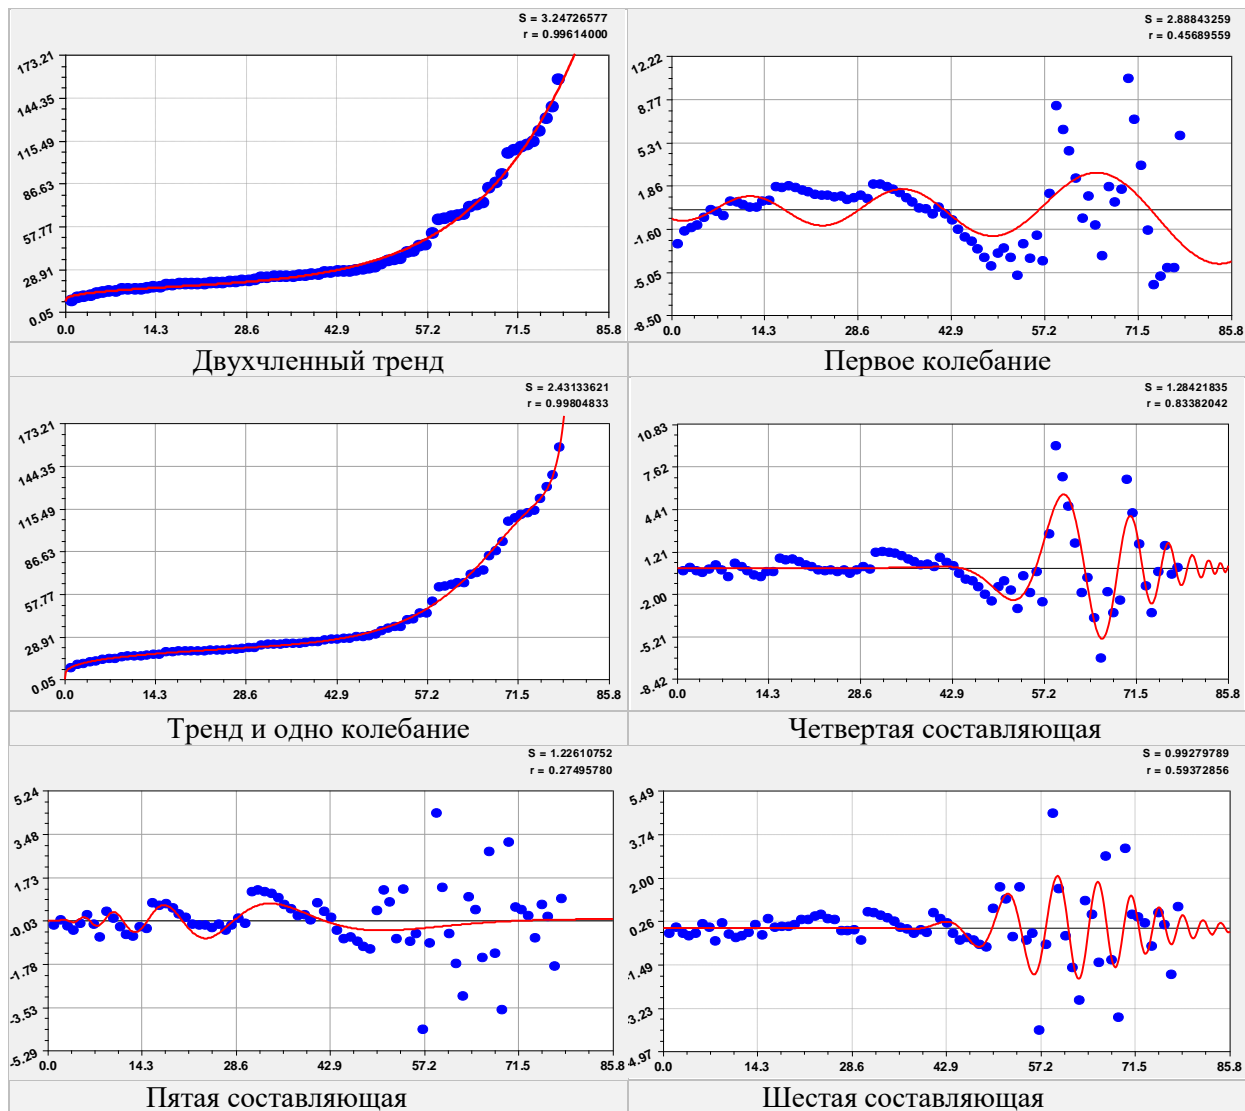 S = 3.24726577
r = 0.99614000
173.21
144.35
115.49
86.63
57.77
28.91
0.05
0.0 14.3 28.6 42.9 57.2 71.5 85.8
Двухчленный тренд
S = 2.88843259
r = 0.45689559
12.22
8.77
5.31
1.86
-1.60
-5.05
-8.50
0.0 14.3 28.6 42.9 57.2 71.5 85.8
Первое колебание
S = 2.43133621
r = 0.99804833
173.21
144.35
115.49
86.63
57.77
28.91
0.05
0.0 14.3 28.6 42.9 57.2 71.5 85.8
Тренд и одно колебание
S = 1.28421835
r = 0.83382042
10.83
7.62
4.41
1.21
-2.00
-5.21
-8.42
0.0 14.3 28.6 42.9 57.2 71.5 85.8
Четвертая составляющая
S = 1.22610752
r = 0.27495780
5.24
3.48
1.73
-0.03
-1.78
-3.53
-5.29
0.0 14.3 28.6 42.9 57.2 71.5 85.8
Пятая составляющая
S = 0.99279789
r = 0.59372856
5.49
3.74
2.00
0.26
-1.49
-3.23
-4.97
0.0 14.3 28.6 42.9 57.2 71.5 85.8
Шестая составляющая